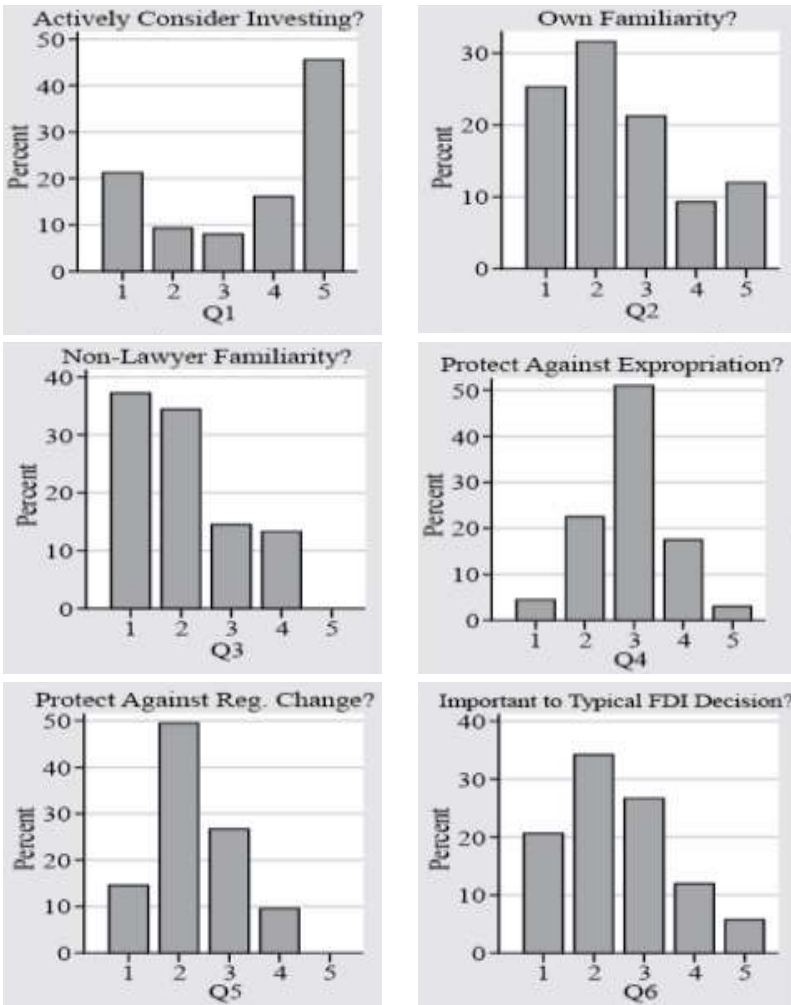 Actively Consider Investing?
50
40
30
20
10
0
Percent
1 2 3 4 5
Q1
Own Familiarity?
30
20
10
0
Percent
1 2 3 4 5
Q2
Non-Lawyer Familiarity?
40
30
20
10
0
Percent
1 2 3 4 5
Q3
Protect Against Expropriation?
50
40
30
20
10
0
Percent
1 2 3 4 5
Q4
Protect Against Reg. Change?
50
40
30
20
10
0
Percent
1 2 3 4 5
Q5
Important to Typical FDI Decision?
40
30
20
10
0
Percent
1 2 3 4 5
Q6